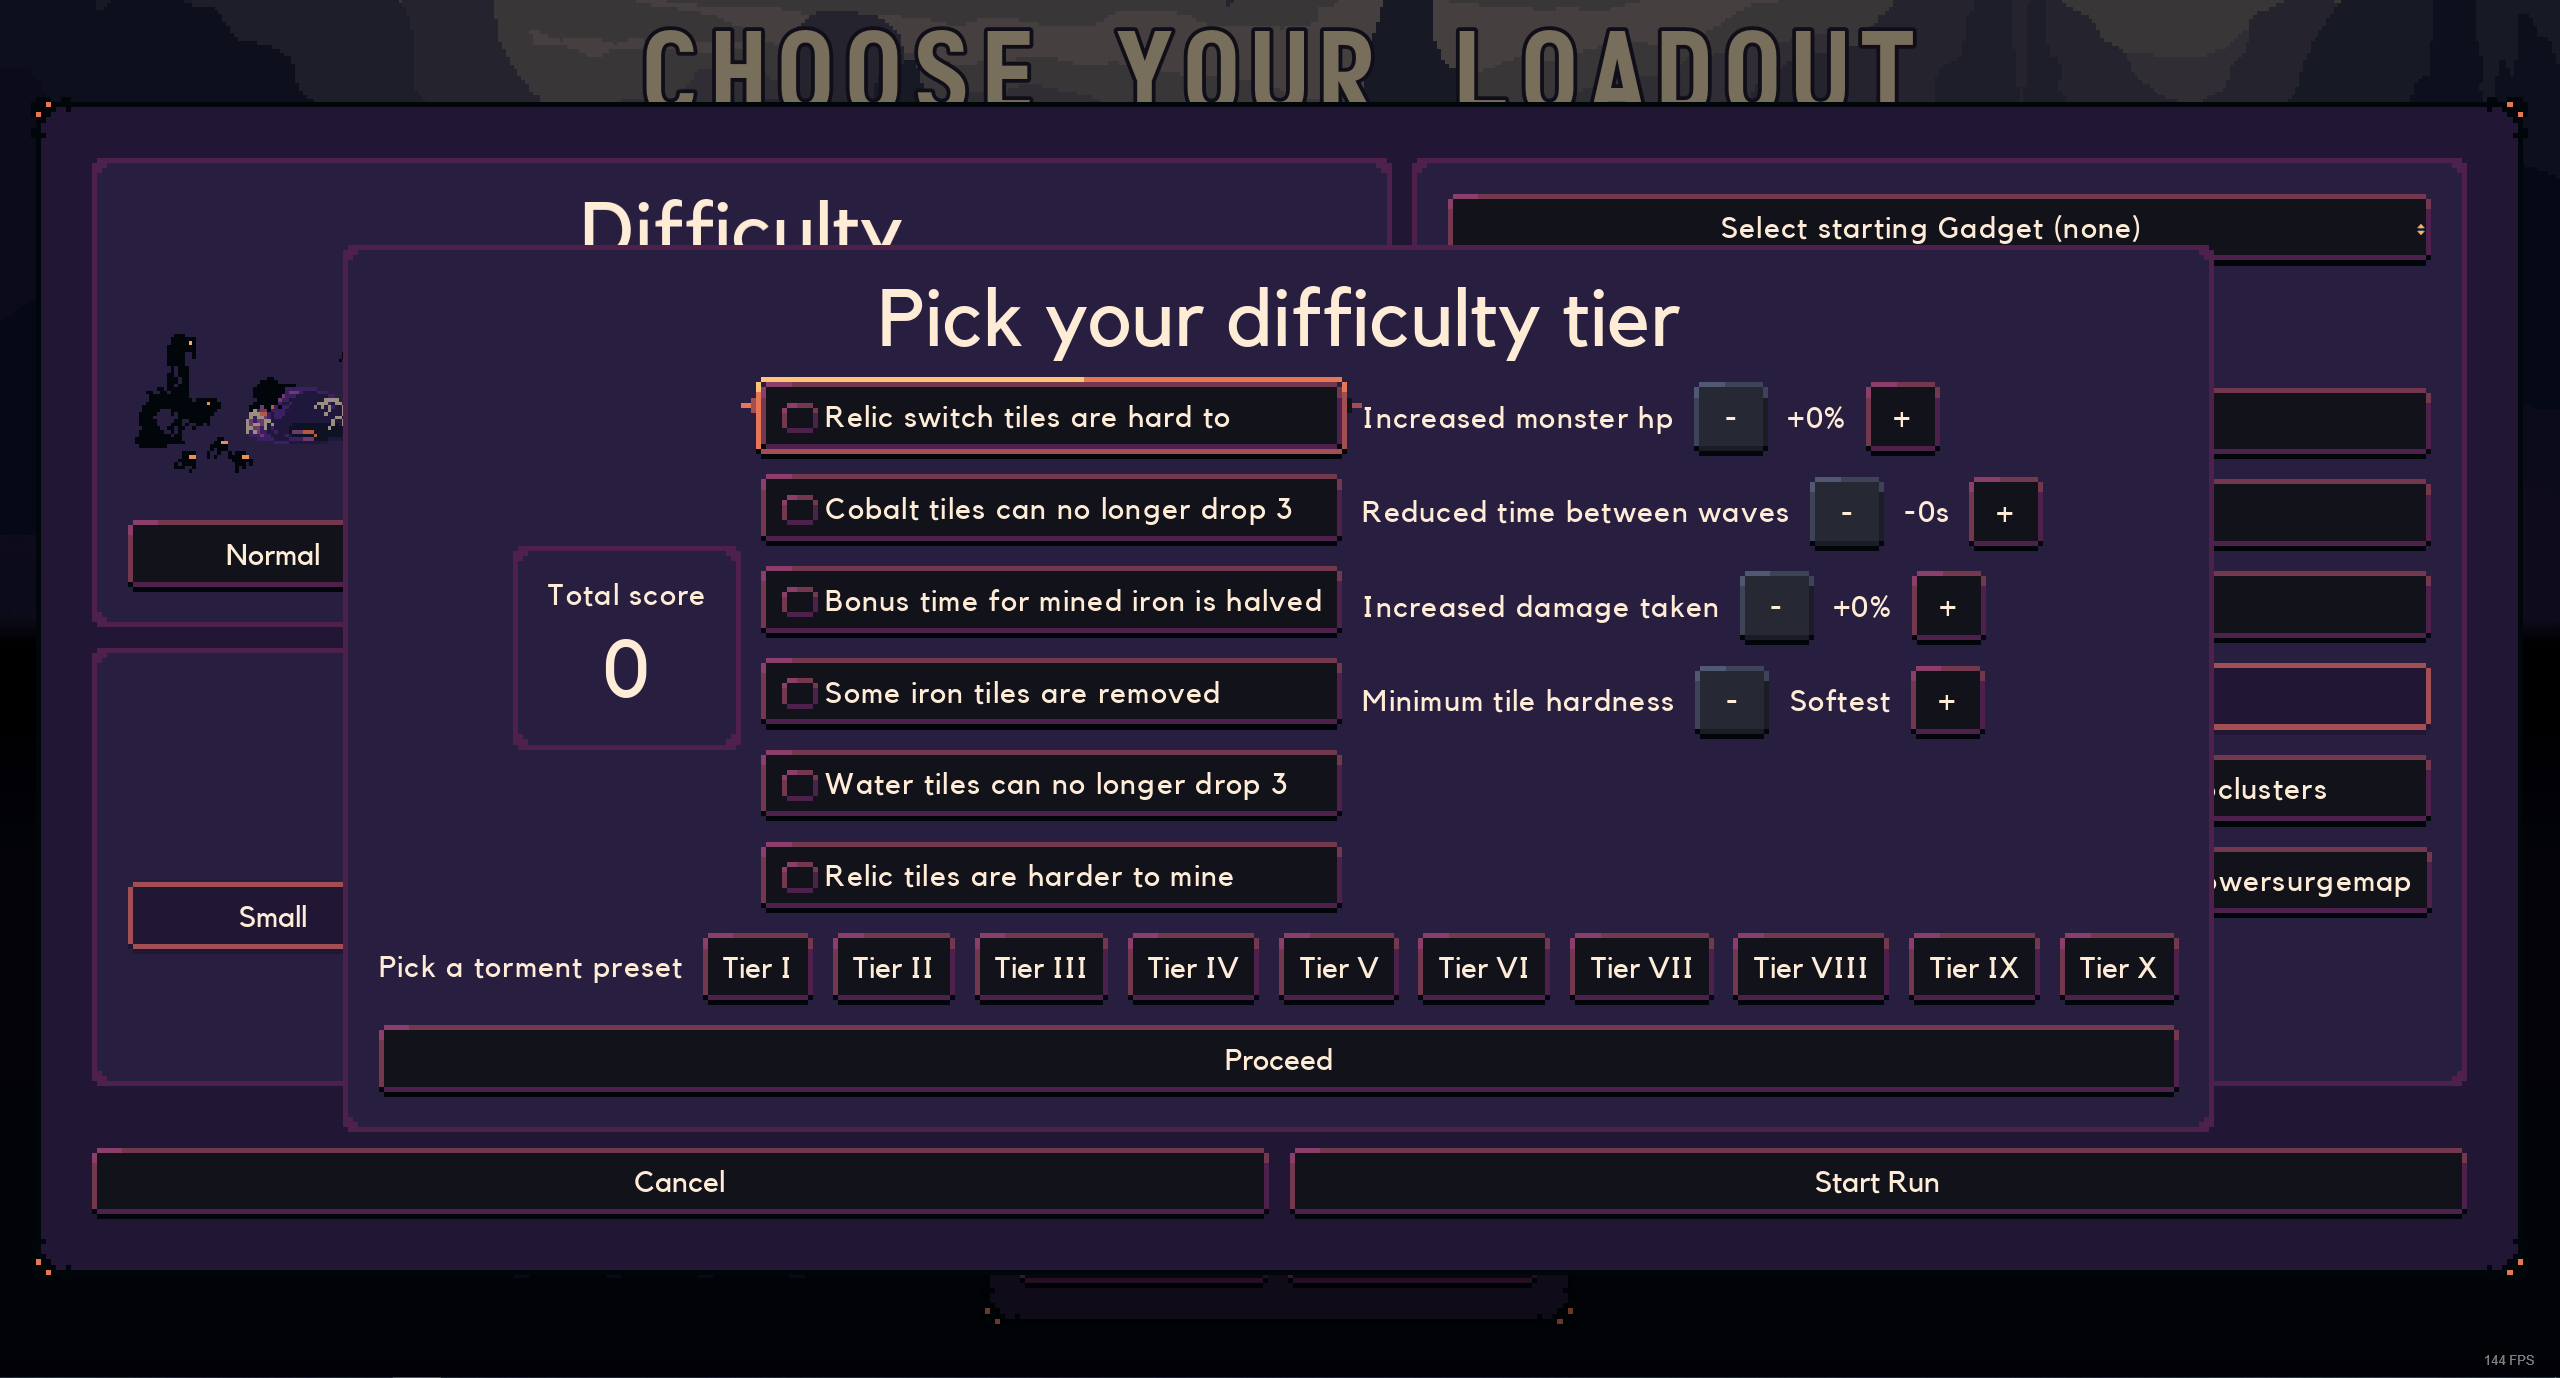 CHOOSE YOUR LOADOUT
Difficulty
Select starting Gadget (none)
Pick your difficulty tier
Relic switch tiles are hard to
Increased monster hp - +0% +
Cobalt tiles can no longer drop 3
Reduced time between waves - -0s +
Normal
Total score
0
Bonus time for mined iron is halved
Increased damage taken - +0% +
Some iron tiles are removed
Minimum tile hardness - Softest +
Water tiles can no longer drop 3
clusters
Relic tiles are harder to mine
owersurgemap
Small
Pick a torment preset Tier I Tier II Tier III Tier IV Tier V Tier VI Tier VII Tier VIII Tier IX Tier X
Proceed
Cancel
Start Run
144 FPS